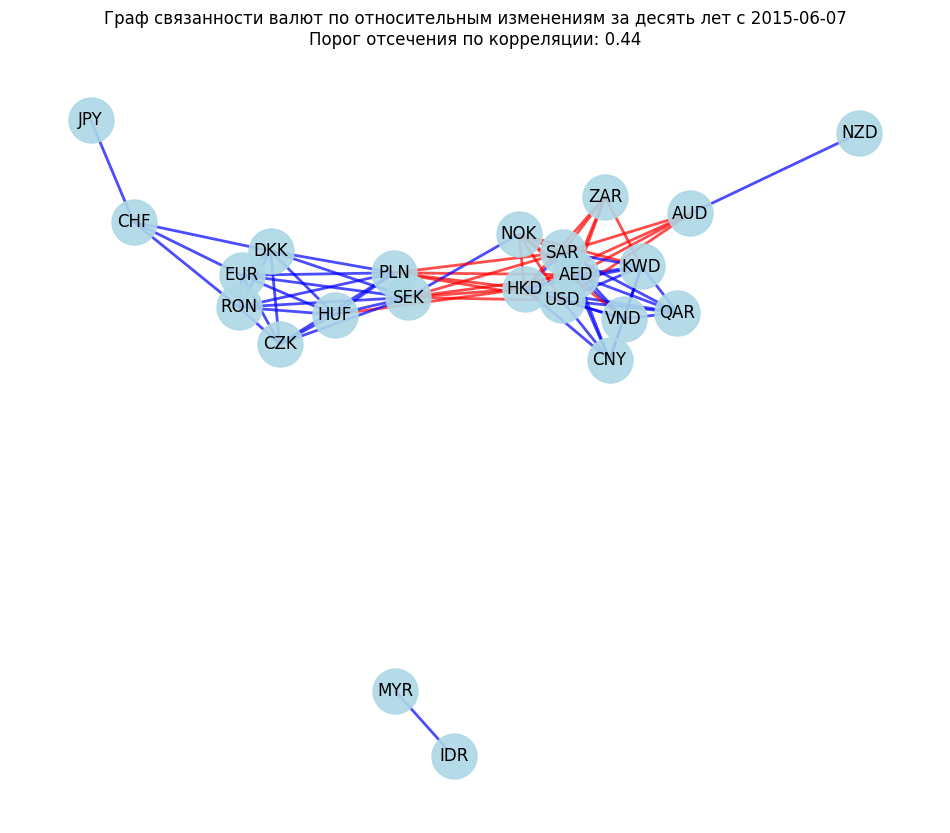 Граф связанности валют по относительным изменениям за десять лет с 2015-06-07
Порог отсечения по корреляции: 0.44
JPY
NZD
ZAR
AUD
CHF
NOK
DKK
SAR
KWD
PLN
EUR
AED
HKD
SEK
USD
RON
QAR
HUF
VND
CZK
CNY
MYR
IDR